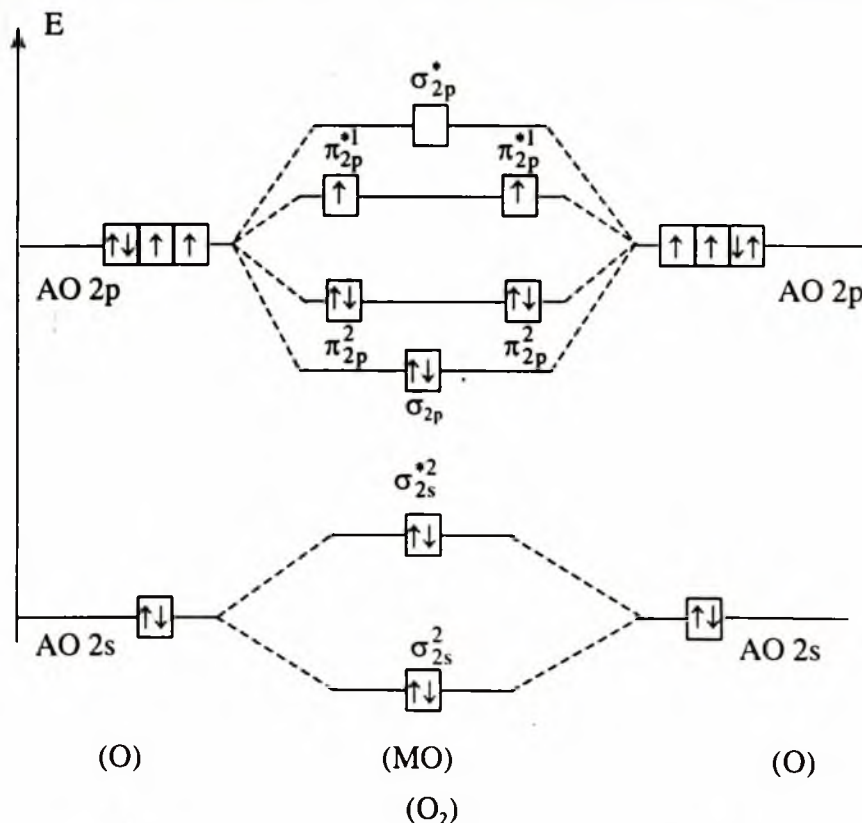 E
σ*2p
π*1 2p π*1 2p
↑ ↑
↑↓ ↑ ↑ ↑ ↑ ↓↑
AO 2p AO 2p
↑↓ ↑↓
π2 2p π2 2p
↑↓
σ2p
σ*2 2s
↑↓
↑↓ ↑↓
AO 2s AO 2s
σ2 2s
↑↓
(O) (MO) (O)
(O₂)